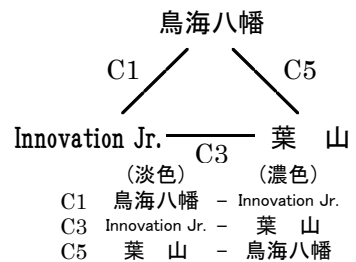 鳥海八幡
C1
C5
Innovation Jr.
C3
葉 山
(淡色)
(濃色)
C1 鳥海八幡 - Innovation Jr.
C3 Innovation Jr. - 葉 山
C5 葉 山 - 鳥海八幡